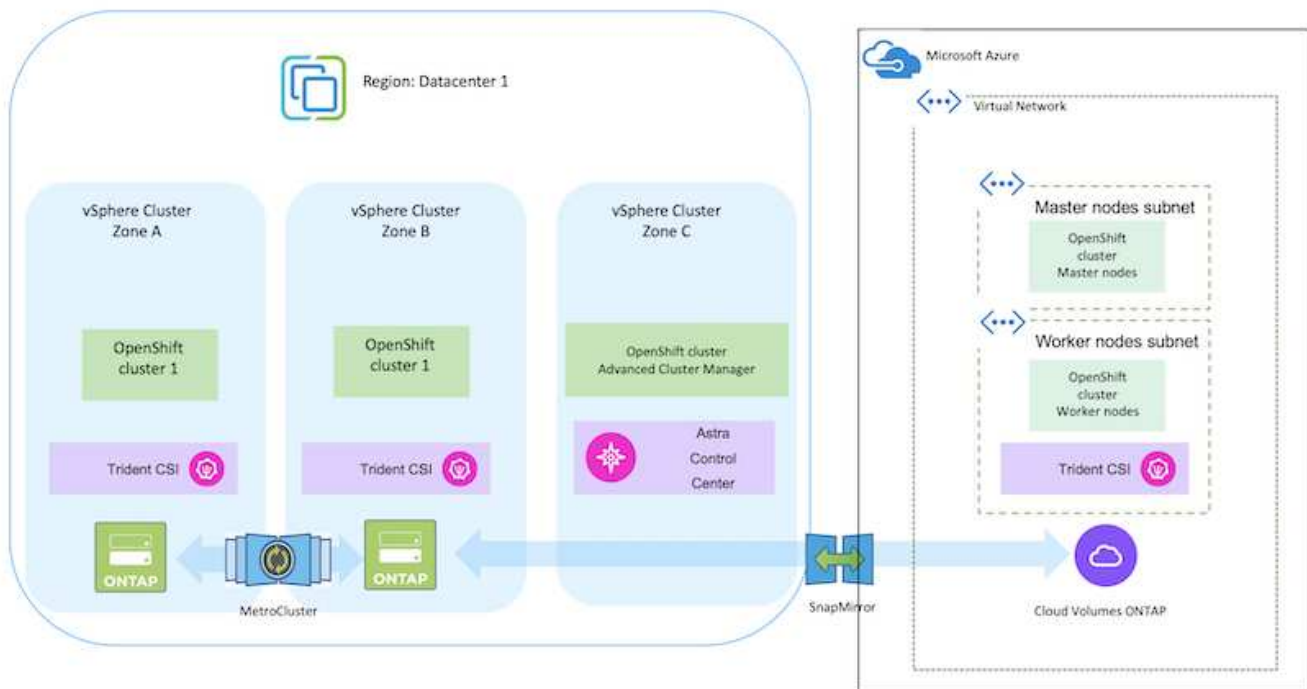 Region: Datacenter 1
vSphere Cluster
Zone A
OpenShift
cluster 1
Trident CSI
ONTAP
MetroCluster
vSphere Cluster
Zone B
OpenShift
cluster 1
Trident CSI
ONTAP
vSphere Cluster
Zone C
OpenShift cluster
Advanced Cluster Manager
Astra
Control
Center
SnapMirror
Microsoft Azure
Virtual Network
Master nodes subnet
OpenShift
cluster
Master nodes
Worker nodes subnet
OpenShift
cluster
Worker nodes
Trident CSI
Cloud Volumes ONTAP